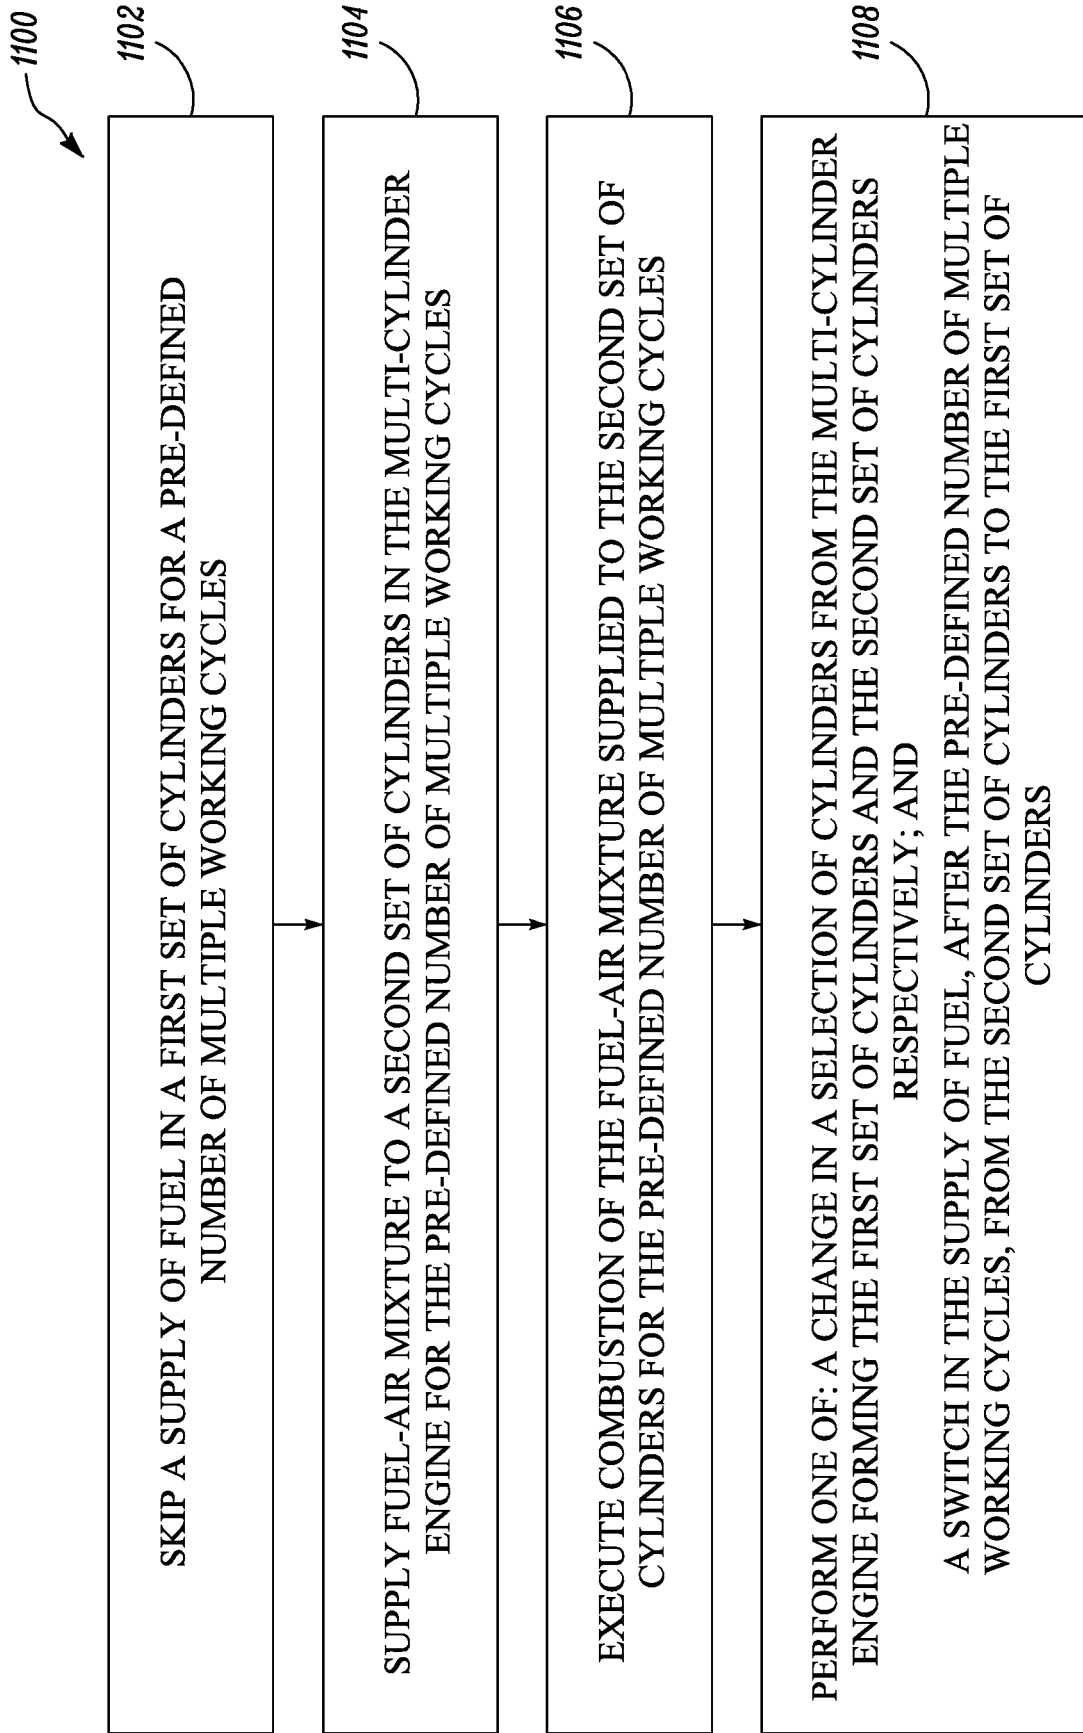 1100
1102
SKIP A SUPPLY OF FUEL IN A FIRST SET OF CYLINDERS FOR A PRE-DEFINED
NUMBER OF MULTIPLE WORKING CYCLES
1104
SUPPLY FUEL-AIR MIXTURE TO A SECOND SET OF CYLINDERS IN THE MULTI-CYLINDER
ENGINE FOR THE PRE-DEFINED NUMBER OF MULTIPLE WORKING CYCLES
1106
EXECUTE COMBUSTION OF THE FUEL-AIR MIXTURE SUPPLIED TO THE SECOND SET OF
CYLINDERS FOR THE PRE-DEFINED NUMBER OF MULTIPLE WORKING CYCLES
1108
PERFORM ONE OF: A CHANGE IN A SELECTION OF CYLINDERS FROM THE MULTI-CYLINDER
ENGINE FORMING THE FIRST SET OF CYLINDERS AND THE SECOND SET OF CYLINDERS
RESPECTIVELY; AND
A SWITCH IN THE SUPPLY OF FUEL, AFTER THE PRE-DEFINED NUMBER OF MULTIPLE
WORKING CYCLES, FROM THE SECOND SET OF CYLINDERS TO THE FIRST SET OF
CYLINDERS